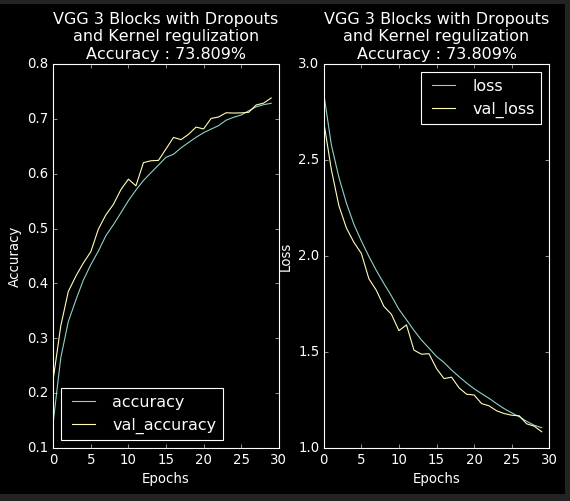 VGG 3 Blocks with Dropouts
and Kernel regulization
Accuracy : 73.809%
0.8
0.7
0.6
0.5
0.4
0.3
0.2
0.1
Accuracy
accuracy
val_accuracy
0 5 10 15 20 25 30
Epochs
VGG 3 Blocks with Dropouts
and Kernel regulization
Accuracy : 73.809%
3.0
2.5
2.0
1.5
1.0
Loss
loss
val_loss
0 5 10 15 20 25 30
Epochs